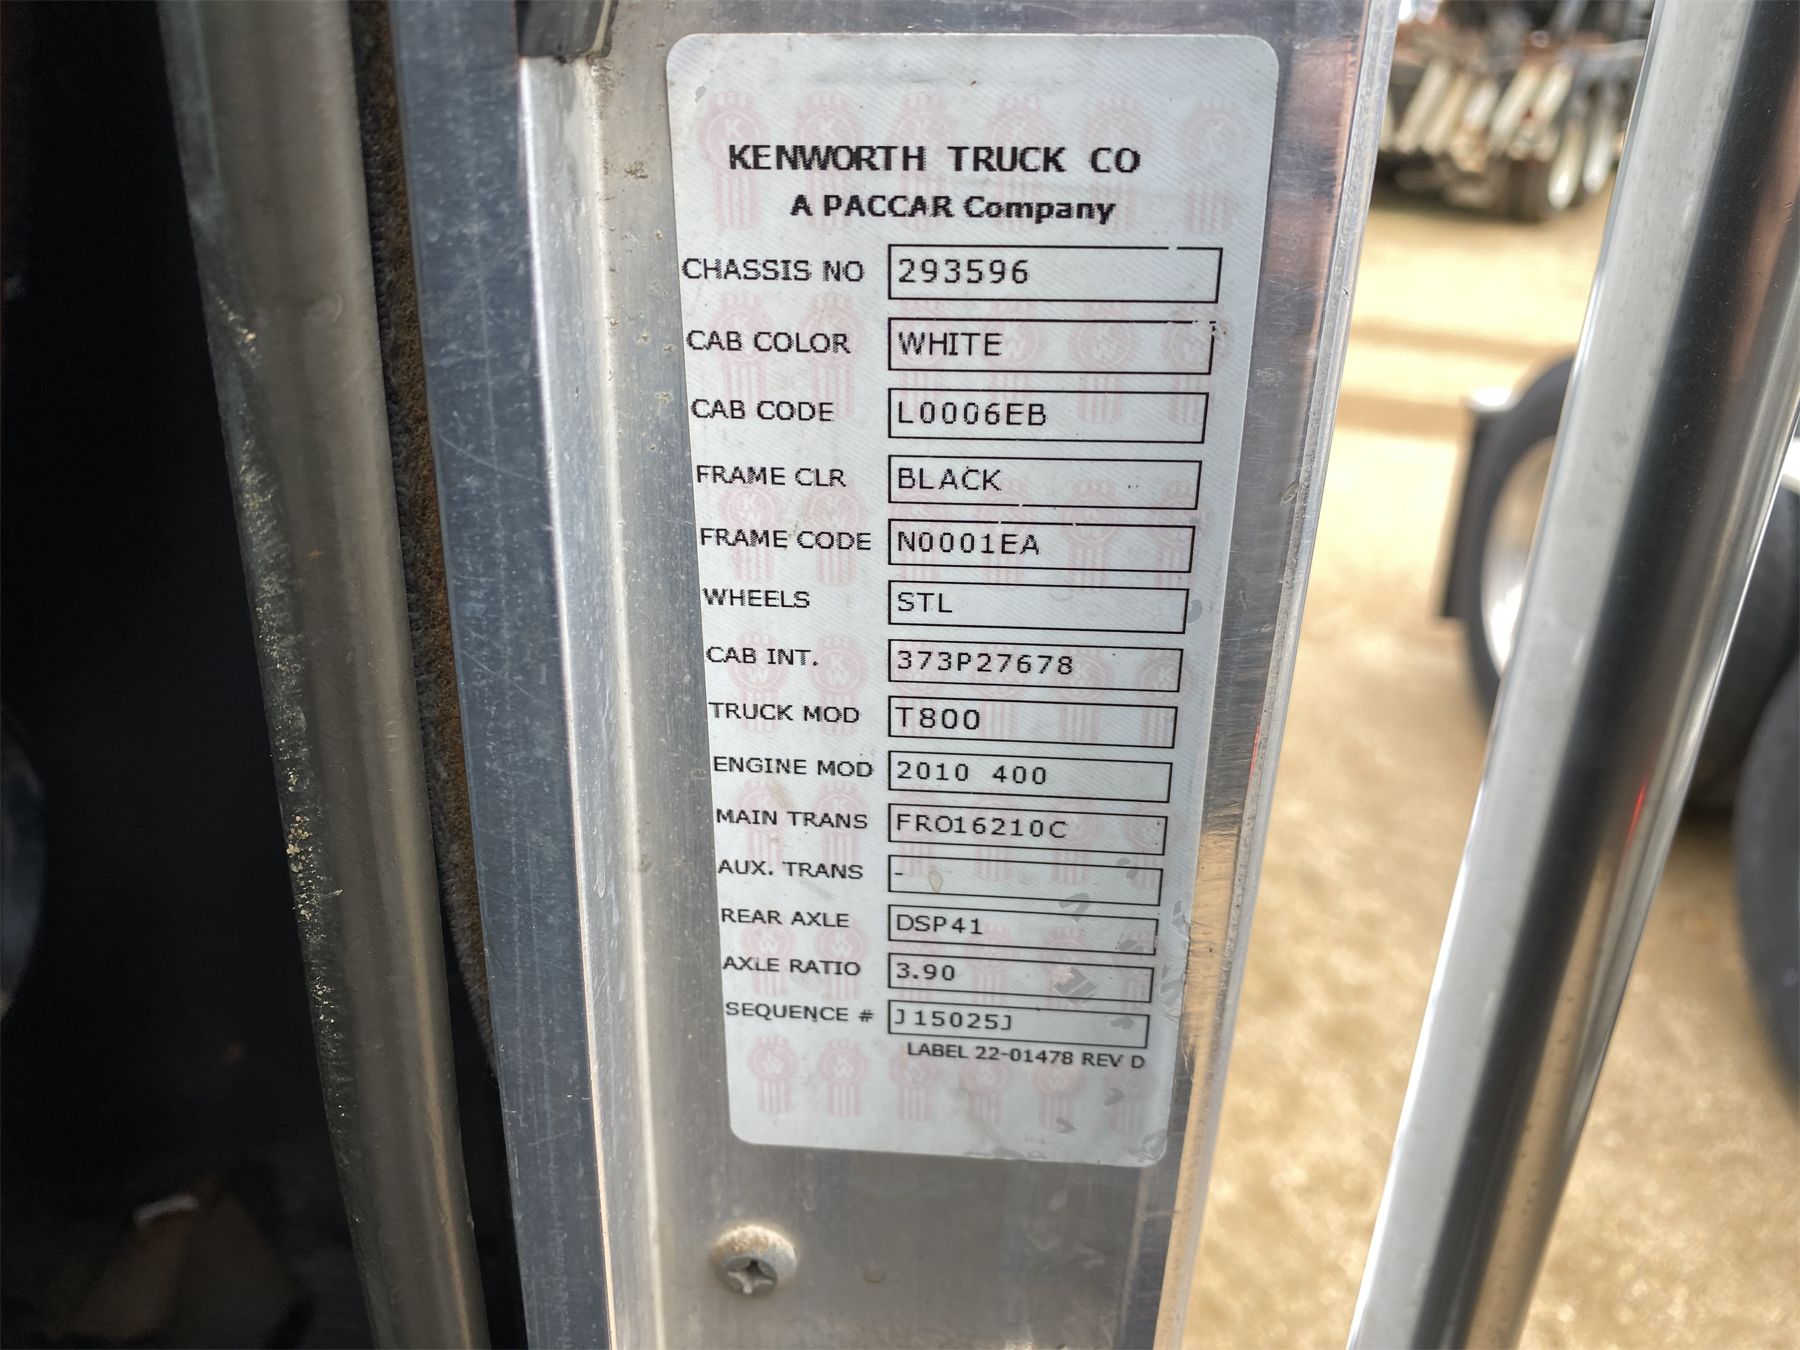 KENWORTH TRUCK CO
A PACCAR Company
CHASSIS NO 293596
CAB COLOR WHITE
CAB CODE L0006EB
FRAME CLR BLACK
FRAME CODE N0001EA
WHEELS STL
CAB INT. 373P27678
TRUCK MOD T800
ENGINE MOD 2010 400
MAIN TRANS FRO16210C
AUX. TRANS -
REAR AXLE DSP41
AXLE RATIO 3.90
SEQUENCE # J15025J
LABEL 22-01478 REV D